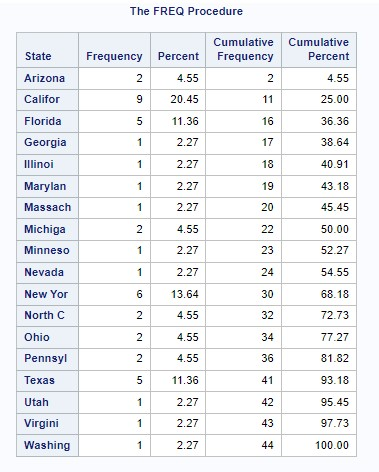 The FREQ Procedure
State Frequency Percent Cumulative Frequency Cumulative Percent
Arizona 2 4.55 2 4.55
Califor 9 20.45 11 25.00
Florida 5 11.36 16 36.36
Georgia 1 2.27 17 38.64
Illinoi 1 2.27 18 40.91
Marylan 1 2.27 19 43.18
Massach 1 2.27 20 45.45
Michiga 2 4.55 22 50.00
Minneso 1 2.27 23 52.27
Nevada 1 2.27 24 54.55
New Yor 6 13.64 30 68.18
North C 2 4.55 32 72.73
Ohio 2 4.55 34 77.27
Pennsyl 2 4.55 36 81.82
Texas 5 11.36 41 93.18
Utah 1 2.27 42 95.45
Virgini 1 2.27 43 97.73
Washing 1 2.27 44 100.00